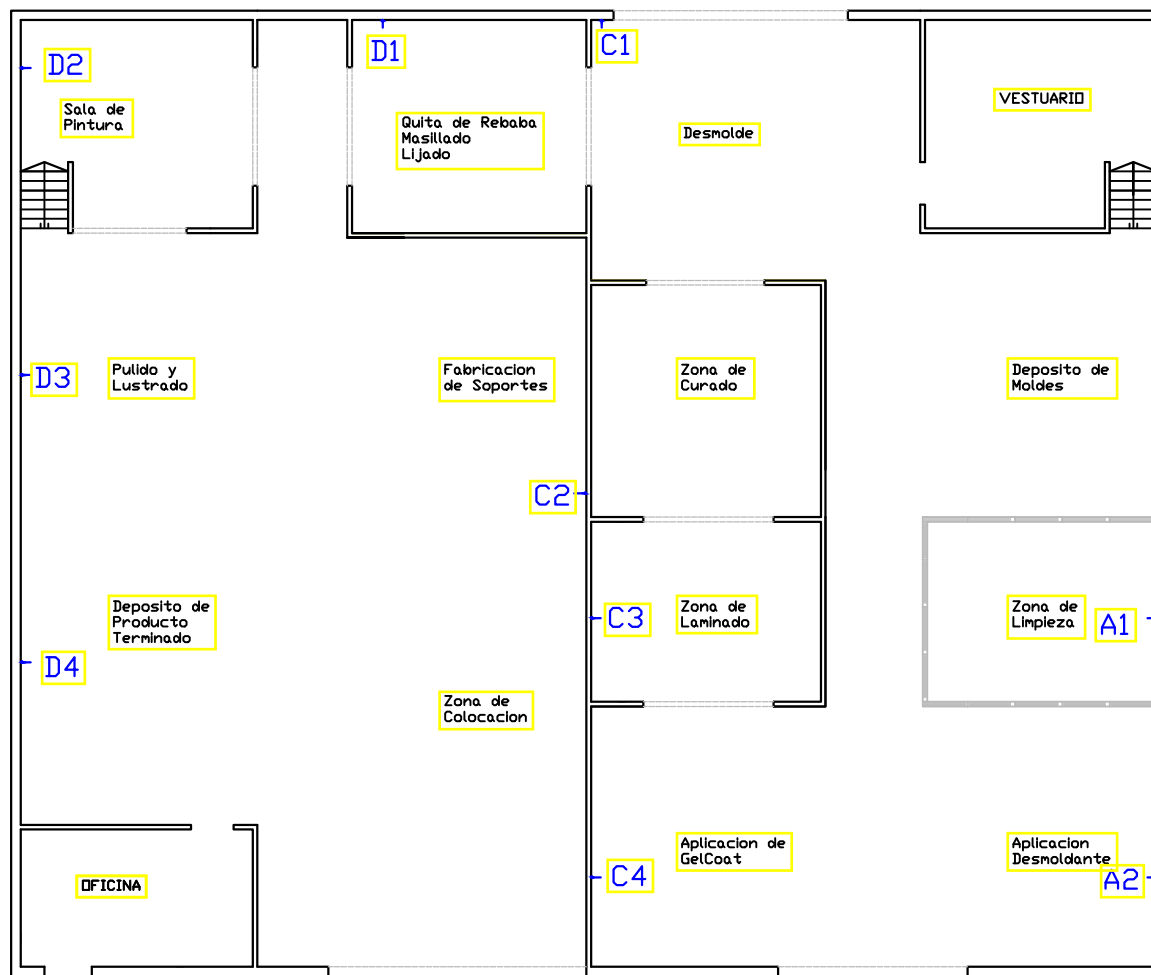 D1
C1
D2
Sala de
Pintura
Quita de Rebaba
Masillado
Lijado
Desmolde
VESTUARIO
D3
Pulido y
Lustrado
Fabricacion
de Soportes
Zona de
Curado
Deposito de
Moldes
C2
Deposito de
Producto
Terminado
C3
Zona de
Laminado
Zona de
Limpieza
A1
D4
Zona de
Colocacion
OFICINA
C4
Aplicacion de
GelCoat
Aplicacion
Desmoldante
A2